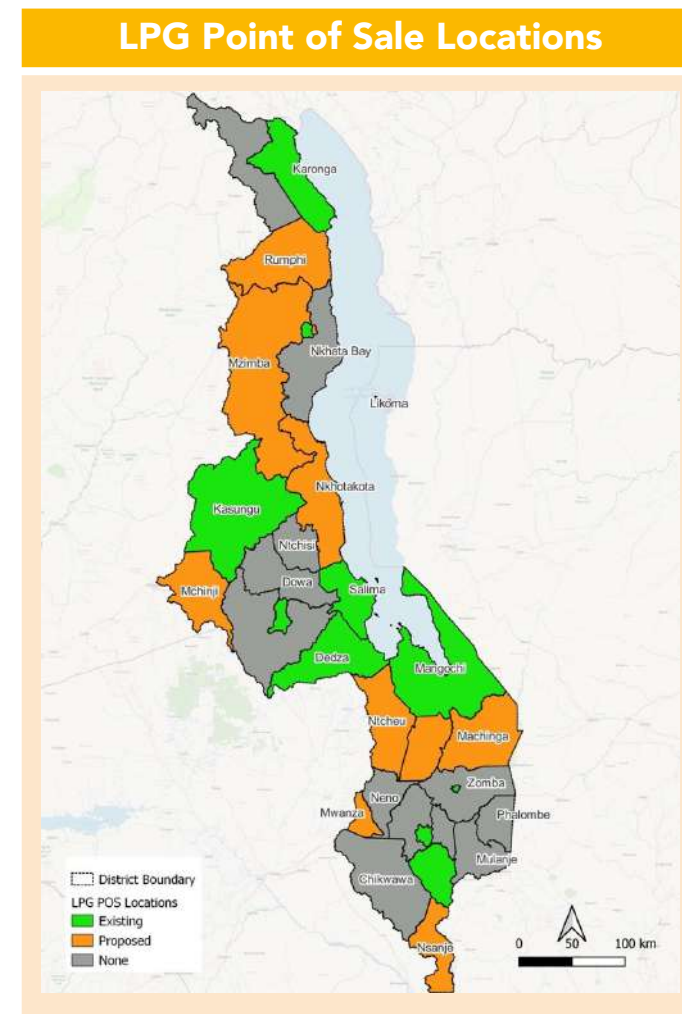 LPG Point of Sale Locations
Karonga
Rumphi
Nkhata Bay
Mzimba
Likoma
Nkhotakota
Kasungu
Ntchisi
Dowa
Mchinji
Salima
Dedza
Mangochi
Ntcheu
Machinga
Zomba
Neno
Mwanza
Phalombe
Mulanje
Chikwawa
Nsanje
District Boundary
LPG POS Locations
Existing
Proposed
None
0 50 100 km